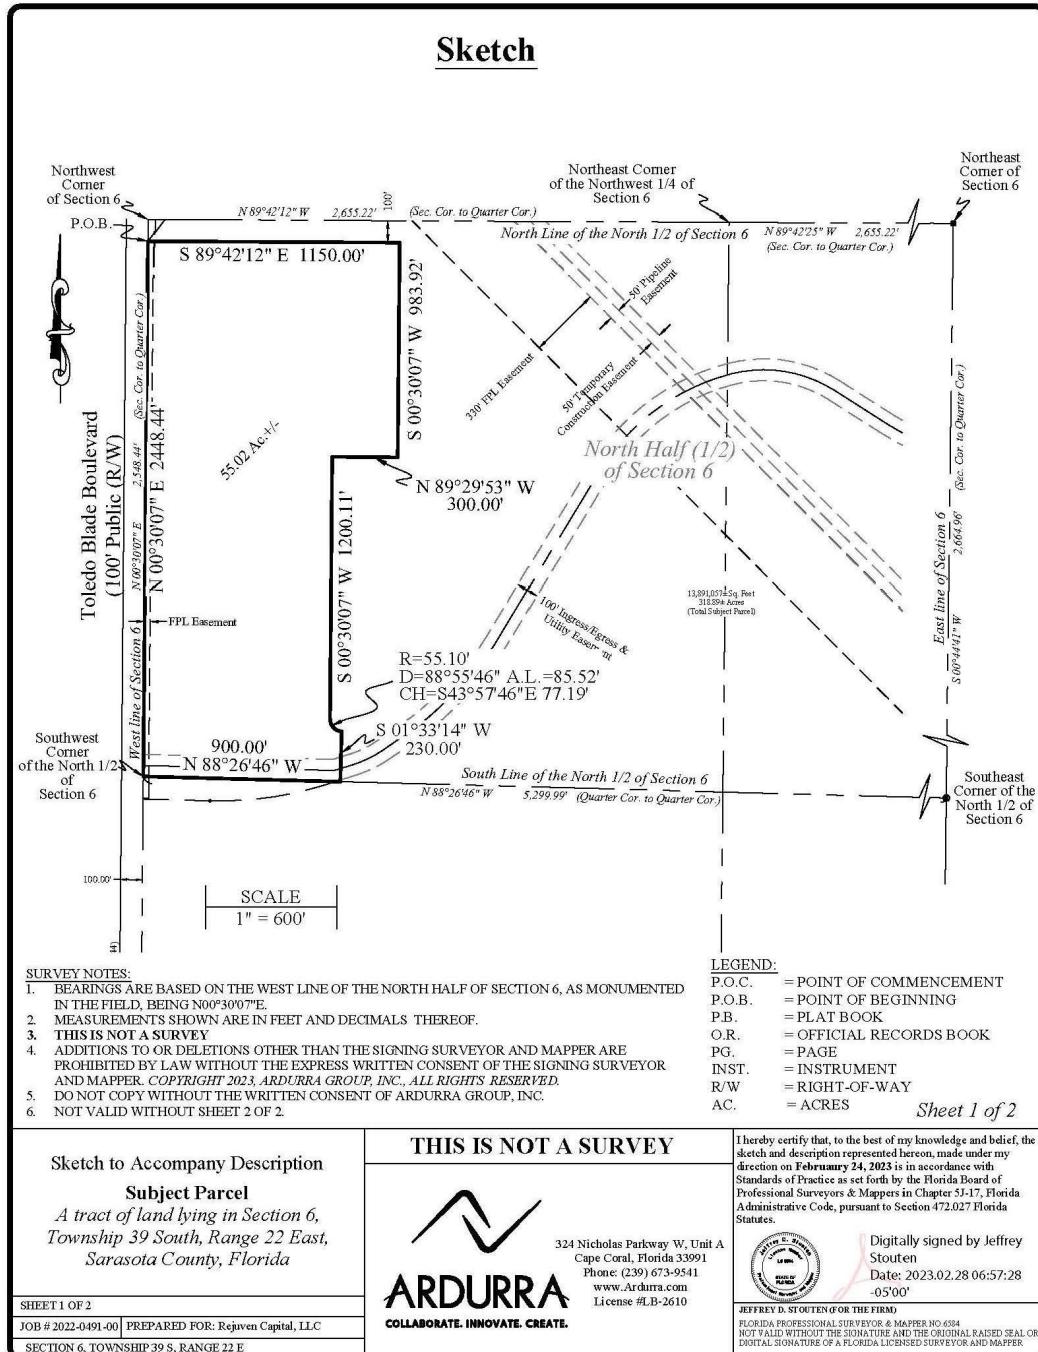 Sketch
Northwest
Corner
of Section 6
P.O.B.
N 89°42'12" W 2,655.22' (Sec. Cor. to Quarter Cor.)
100'
Northeast Corner
of the Northwest 1/4 of
Section 6
Northeast
Corner of
Section 6
North Line of the North 1/2 of Section 6
N 89°42'25" W 2,655.22'
(Sec. Cor. to Quarter Cor.)
S 89°42'12" E 1150.00'
S 00°30'07" W 983.92'
50' Pipeline
Easement
330' FPL Easement
50' Tamporary
Construction Easement
North Half (1/2)
of Section 6
N 89°29'53" W
300.00'
55.02 Ac.+/-
Toledo Blade Boulevard
(100' Public (R/W)
N 00°30'07" E 2,548.44' (Sec. Cor. to Quarter Cor.)
N 00°30'07" E 2448.44'
West line of Section 6
FPL Easement
S 00°30'07" W 1200.11'
100' Ingress/Egress &
Utility Easement
13,891,057± Sq. Feet
318.89± Acres
(Total Subject Parcel)
East line of Section 6
S 00°44'41" W 2,664.96' (Sec. Cor. to Quarter Cor.)
R=55.10'
D=88°55'46" A.L.=85.52'
CH=S43°57'46"E 77.19'
S 01°33'14" W
230.00'
900.00'
N 88°26'46" W
Southwest
Corner
of the North 1/2
of
Section 6
South Line of the North 1/2 of Section 6
N 88°26'46" W 5,299.99' (Quarter Cor. to Quarter Cor.)
Southeast
Corner of the
North 1/2 of
Section 6
100.00'
SCALE
1" = 600'
SURVEY NOTES:
1. BEARINGS ARE BASED ON THE WEST LINE OF THE NORTH HALF OF SECTION 6, AS MONUMENTED
IN THE FIELD, BEING N00°30'07"E.
2. MEASUREMENTS SHOWN ARE IN FEET AND DECIMALS THEREOF.
3. THIS IS NOT A SURVEY
4. ADDITIONS TO OR DELETIONS OTHER THAN THE SIGNING SURVEYOR AND MAPPER ARE
PROHIBITED BY LAW WITHOUT THE EXPRESS WRITTEN CONSENT OF THE SIGNING SURVEYOR
AND MAPPER. COPYRIGHT 2023, ARDURRA GROUP, INC., ALL RIGHTS RESERVED.
5. DO NOT COPY WITHOUT THE WRITTEN CONSENT OF ARDURRA GROUP, INC.
6. NOT VALID WITHOUT SHEET 2 OF 2.
LEGEND:
P.O.C. = POINT OF COMMENCEMENT
P.O.B. = POINT OF BEGINNING
P.B. = PLAT BOOK
O.R. = OFFICIAL RECORDS BOOK
PG. = PAGE
INST. = INSTRUMENT
R/W = RIGHT-OF-WAY
AC. = ACRES
Sheet 1 of 2
Sketch to Accompany Description
Subject Parcel
A tract of land lying in Section 6,
Township 39 South, Range 22 East,
Sarasota County, Florida
SHEET 1 OF 2
JOB # 2022-0491-00 PREPARED FOR: Rejuven Capital, LLC
SECTION 6, TOWNSHIP 39 S, RANGE 22 E
THIS IS NOT A SURVEY
ARDURRA
COLLABORATE. INNOVATE. CREATE.
324 Nicholas Parkway W, Unit A
Cape Coral, Florida 33991
Phone: (239) 673-9541
www.Ardurra.com
License #LB-2610
I hereby certify that, to the best of my knowledge and belief, the
sketch and description represented hereon, made under my
direction on Februaury 24, 2023 is in accordance with
Standards of Practice as set forth by the Florida Board of
Professional Surveyors & Mappers in Chapter 5J-17, Florida
Administrative Code, pursuant to Section 472.027 Florida
Statutes.
Jeffrey D. Stouten
STATE OF
FLORIDA
Digitally signed by Jeffrey
Stouten
Date: 2023.02.28 06:57:28
-05'00'
JEFFREY D. STOUTEN (FOR THE FIRM)
FLORIDA PROFESSIONAL SURVEYOR & MAPPER NO.6584
NOT VALID WITHOUT THE SIGNATURE AND THE ORIGINAL RAISED SEAL OR
DIGITAL SIGNATURE OF A FLORIDA LICENSED SURVEYOR AND MAPPER